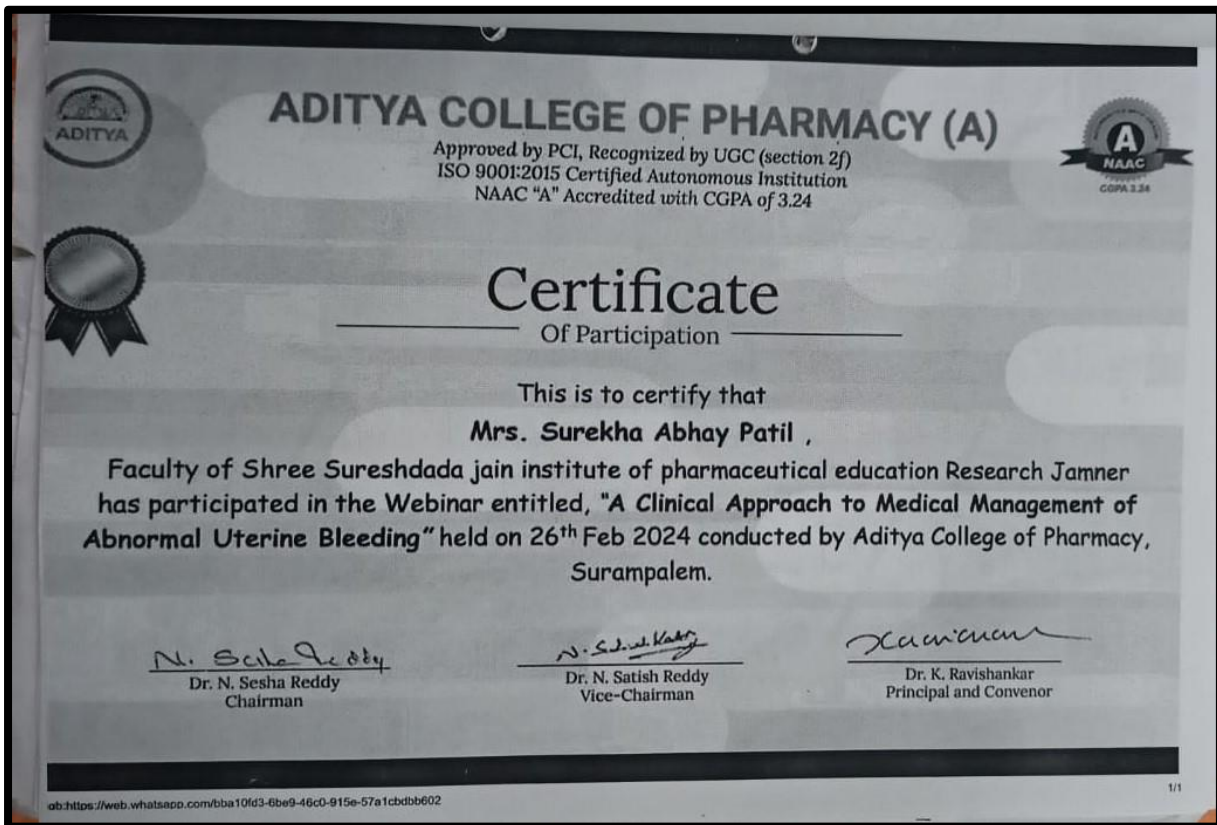 ADITYA
ADITYA COLLEGE OF PHARMACY (A)
Approved by PCI, Recognized by UGC (section 2f)
ISO 9001:2015 Certified Autonomous Institution
NAAC "A" Accredited with CGPA of 3.24
A
NAAC
CGPA 3.24
Certificate
Of Participation
This is to certify that
Mrs. Surekha Abhay Patil ,
Faculty of Shree Sureshdada jain institute of pharmaceutical education Research Jamner
has participated in the Webinar entitled, "A Clinical Approach to Medical Management of
Abnormal Uterine Bleeding" held on 26th Feb 2024 conducted by Aditya College of Pharmacy,
Surampalem.
Dr. N. Sesha Reddy
Chairman
Dr. N. Satish Reddy
Vice-Chairman
Dr. K. Ravishankar
Principal and Convenor
ob:https://web.whatsapp.com/bba10fd3-6be9-46c0-915e-57a1cbdbb602
1/1